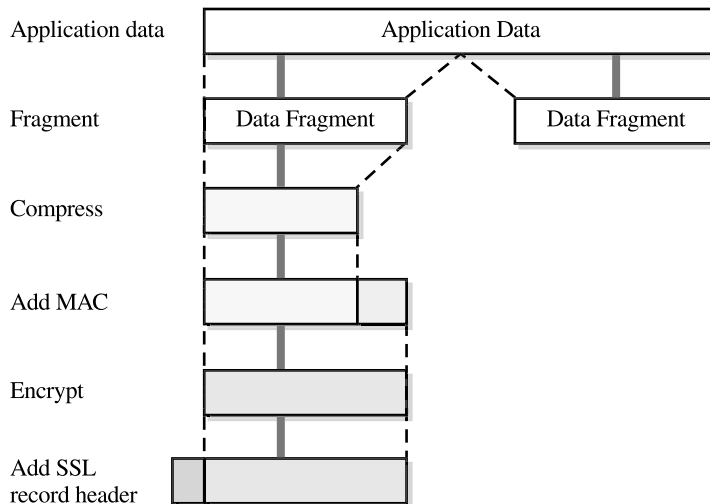 Application data
Application Data
Fragment
Data Fragment
Data Fragment
Compress
Add MAC
Encrypt
Add SSL
record header